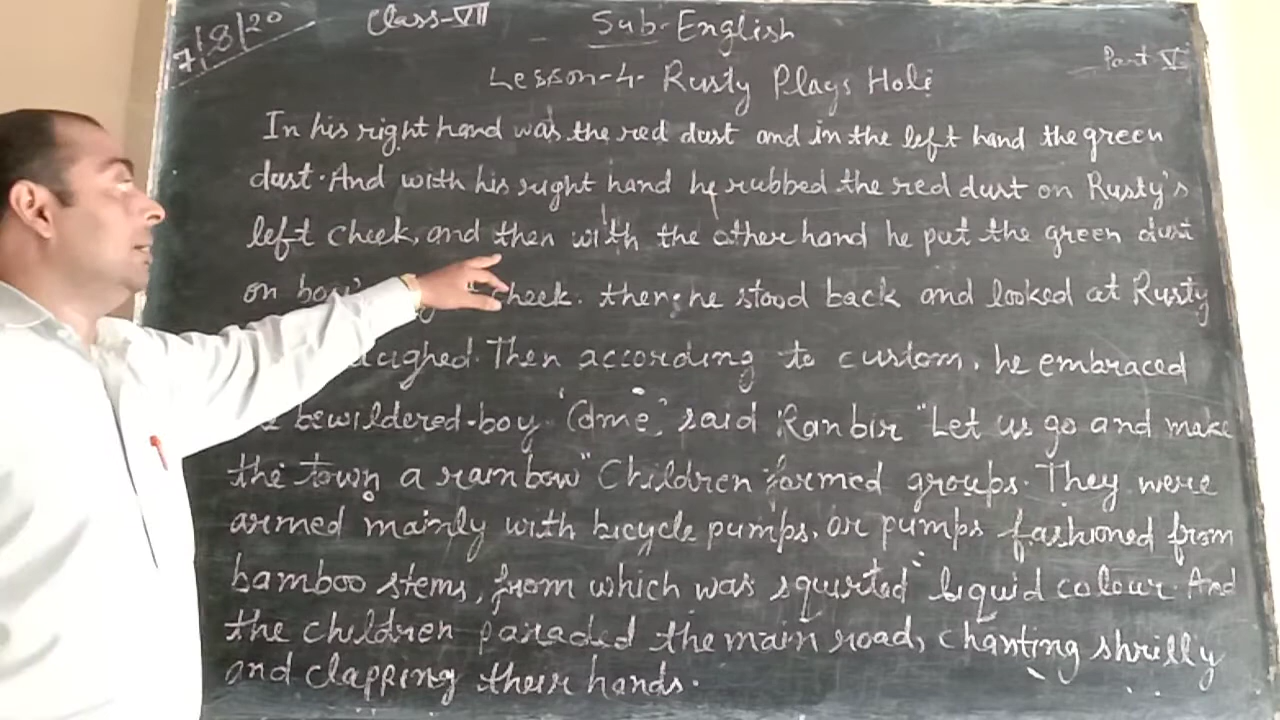 7/8/20 Class-VII Sub-English
Part V
Lesson-4- Rusty Plays Holi
In his right hand was the red dust and in the left hand the green
dust. And with his right hand he rubbed the red dust on Rusty's
left cheek, and then with the other hand he put the green dust
on boy's cheek. then he stood back and looked at Rusty
laughed. Then according to custom, he embraced
bewildered-boy. "Come", said Ranbir "Let us go and make
the town a rainbow" Children formed groups. They were
armed mainly with bicycle pumps, or pumps fashioned from
bamboo stems, from which was squirted liquid colour. And
the children paraded the main road, chanting shrilly
and clapping their hands.